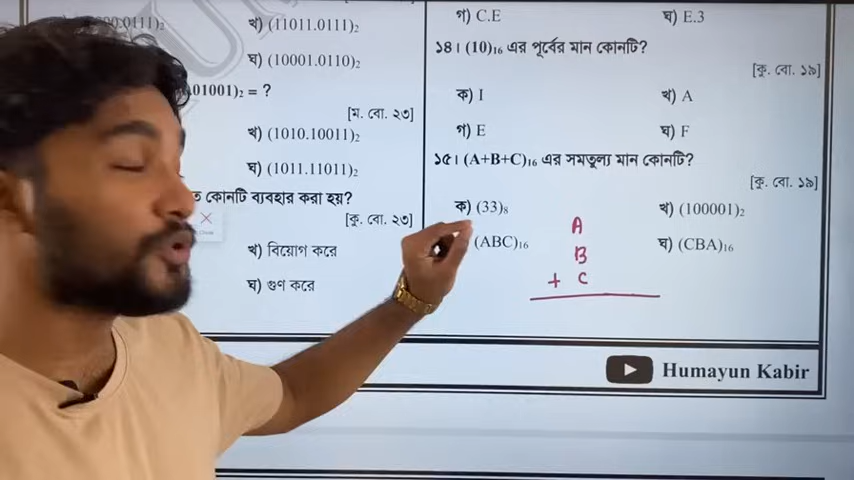 খ) (11011.0111)₂
ঘ) (10001.0110)₂
.01001)₂ = ?
[ম. বো. ২৩]
খ) (1010.10011)₂
ঘ) (1011.11011)₂
কোনটি ব্যবহার করা হয়?
[কু. বো. ২৩]
খ) বিয়োগ করে
ঘ) গুণ করে
গ) C.E
ঘ) E.3
১৪। (10)₁₆ এর পূর্বের মান কোনটি?
[কু. বো. ১৯]
ক) I
খ) A
গ) E
ঘ) F
১৫। (A+B+C)₁₆ এর সমতুল্য মান কোনটি?
[কু. বো. ১৯]
ক) (33)₈
খ) (100001)₂
(ABC)₁₆
ঘ) (CBA)₁₆
A
B
+ C
Humayun Kabir